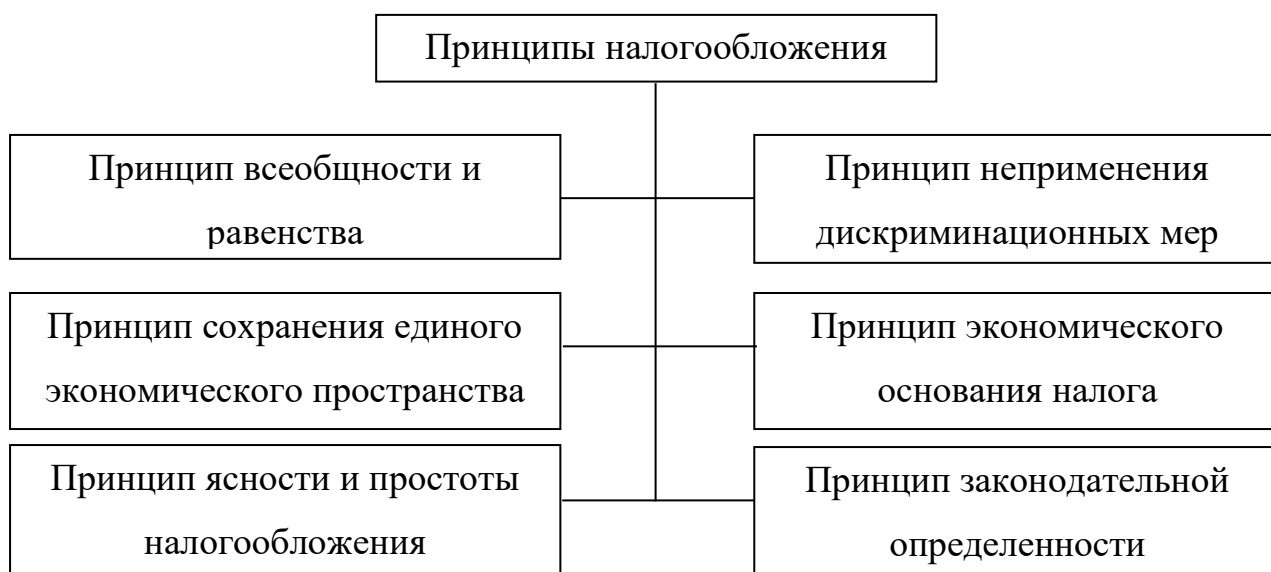 Принципы налогообложения
Принцип всеобщности и
равенства
Принцип неприменения
дискриминационных мер
Принцип сохранения единого
экономического пространства
Принцип экономического
основания налога
Принцип ясности и простоты
налогообложения
Принцип законодательной
определенности